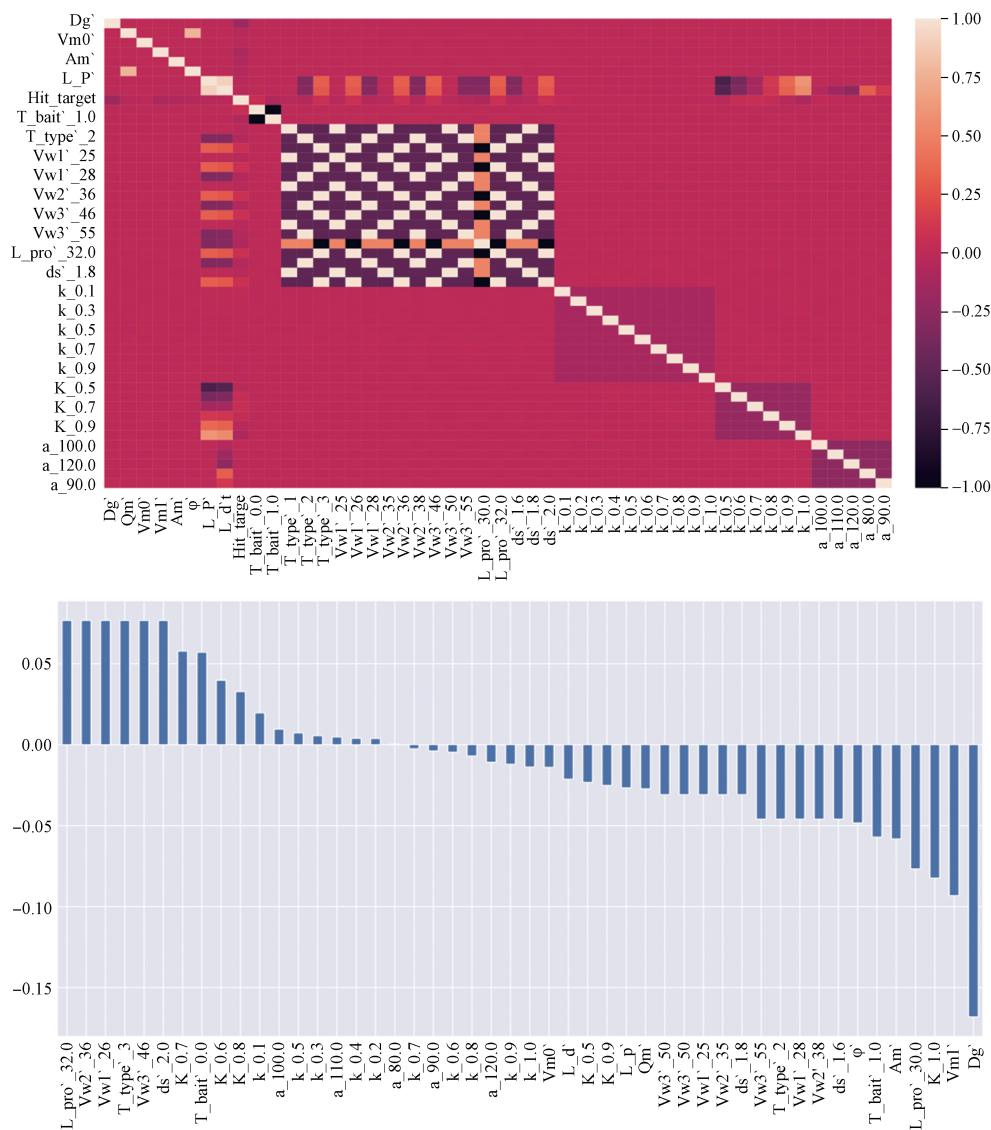 Dg`
Vm0`
Am`
L_P`
Hit_target
T_bait`_1.0
T_type`_2
Vw1`_25
Vw1`_28
Vw2`_36
Vw3`_46
Vw3`_55
L_pro`_32.0
ds`_1.8
k_0.1
k_0.3
k_0.5
k_0.7
k_0.9
K_0.5
K_0.7
K_0.9
a_100.0
a_120.0
a_90.0
1.00
0.75
0.50
0.25
0.00
−0.25
−0.50
−0.75
−1.00
Dg`
Qm`
Vm0`
Vm1`
Am`
φ`
L_P`
L_d`t
Hit_targe
T_bait`_0.0
T_bait`_1.0
T_type`_1
T_type`_2
T_type`_3
Vw1`_25
Vw1`_26
Vw1`_28
Vw2`_35
Vw2`_36
Vw2`_38
Vw3`_46
Vw3`_50
Vw3`_55
L_pro`_30.0
L_pro`_32.0
ds`_1.6
ds`_1.8
ds`_2.0
k_0.1
k_0.2
k_0.3
k_0.4
k_0.5
k_0.6
k_0.7
k_0.8
k_0.9
k_1.0
k_0.5
k_0.6
k_0.7
k_0.8
k_0.9
k_1.0
a_100.0
a_110.0
a_120.0
a_80.0
a_90.0
0.05
0.00
−0.05
−0.10
−0.15
L_pro`_32.0
Vw2`_36
Vw1`_26
T_type`_3
Vw3`_46
ds`_2.0
K_0.7
T_bait`_0.0
K_0.6
K_0.8
k_0.1
a_100.0
k_0.5
k_0.3
a_110.0
k_0.4
k_0.2
a_80.0
k_0.7
a_90.0
k_0.6
k_0.8
a_120.0
k_0.9
k_1.0
Vm0`
L_d`
K_0.5
K_0.9
L_p`
Qm`
Vw3`_50
Vw3`_50
Vw1`_25
Vw2`_35
ds`_1.8
Vw3`_55
T_type`_2
Vw1`_28
Vw2`_38
ds`_1.6
φ`
T_bait`_1.0
Am`
L_pro`_30.0
K_1.0
Vm1`
Dg`